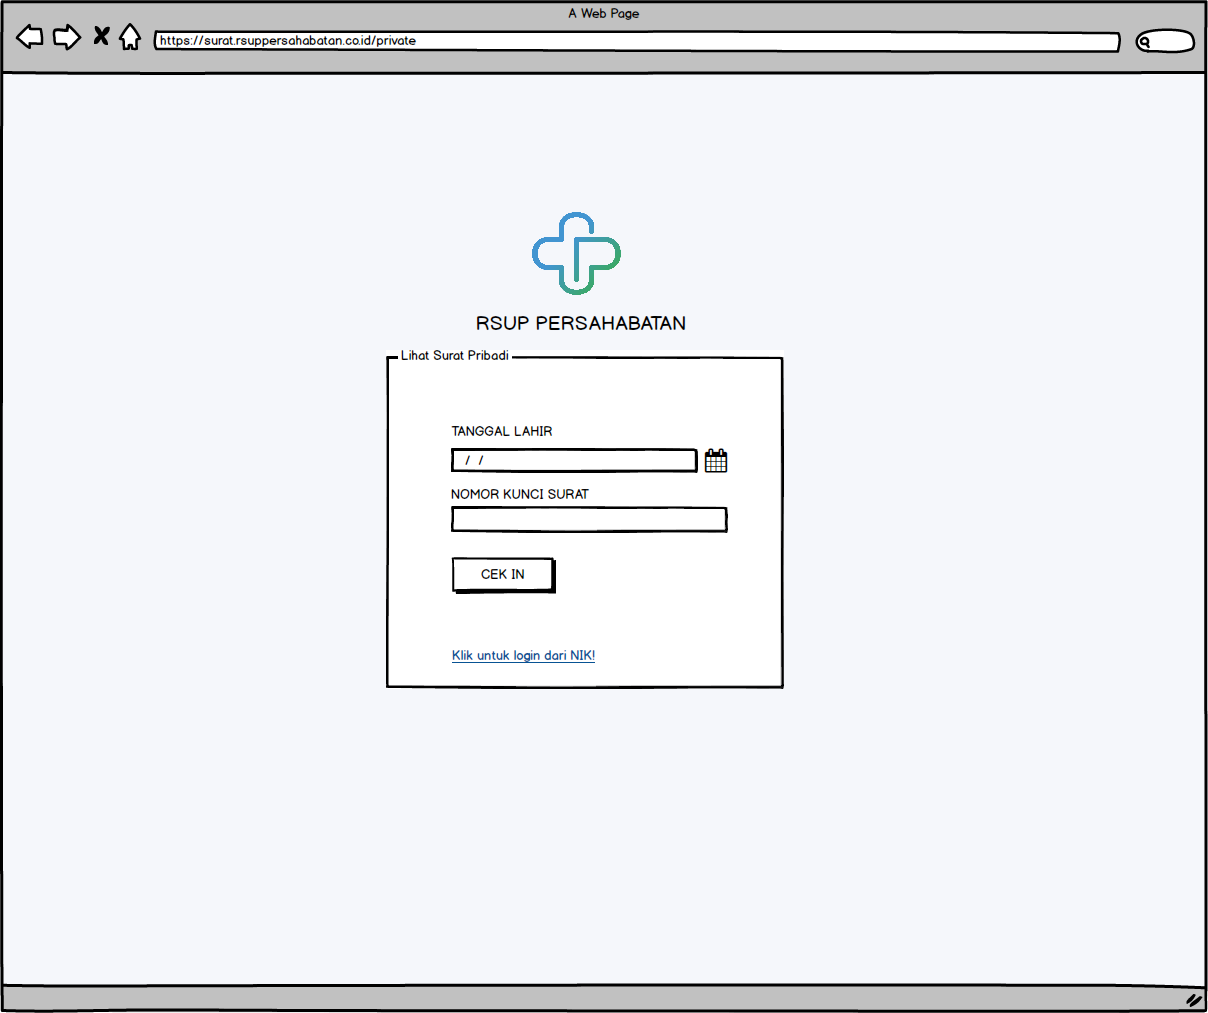 A Web Page
https://surat.rsuppersahabatan.co.id/private
RSUP PERSAHABATAN
Lihat Surat Pribadi
TANGGAL LAHIR
/ /
NOMOR KUNCI SURAT
CEK IN
Klik untuk login dari NIK!